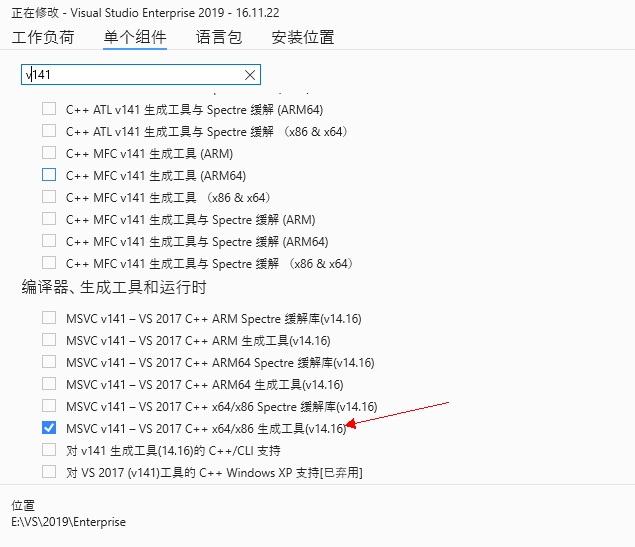 正在修改 - Visual Studio Enterprise 2019 - 16.11.22
工作负荷 单个组件 语言包 安装位置
v141
C++ ATL v141 生成工具与 Spectre 缓解 (ARM64)
C++ ATL v141 生成工具与 Spectre 缓解 （x86 & x64）
C++ MFC v141 生成工具 (ARM)
C++ MFC v141 生成工具 (ARM64)
C++ MFC v141 生成工具 （x86 & x64）
C++ MFC v141 生成工具与 Spectre 缓解 (ARM)
C++ MFC v141 生成工具与 Spectre 缓解 (ARM64)
C++ MFC v141 生成工具与 Spectre 缓解 （x86 & x64）
编译器、生成工具和运行时
MSVC v141 – VS 2017 C++ ARM Spectre 缓解库(v14.16)
MSVC v141 – VS 2017 C++ ARM 生成工具(v14.16)
MSVC v141 – VS 2017 C++ ARM64 Spectre 缓解库(v14.16)
MSVC v141 – VS 2017 C++ ARM64 生成工具(v14.16)
MSVC v141 – VS 2017 C++ x64/x86 Spectre 缓解库(v14.16)
MSVC v141 – VS 2017 C++ x64/x86 生成工具(v14.16)
对 v141 生成工具(14.16)的 C++/CLI 支持
对 VS 2017 (v141)工具的 C++ Windows XP 支持[已弃用]
位置
E:\VS\2019\Enterprise